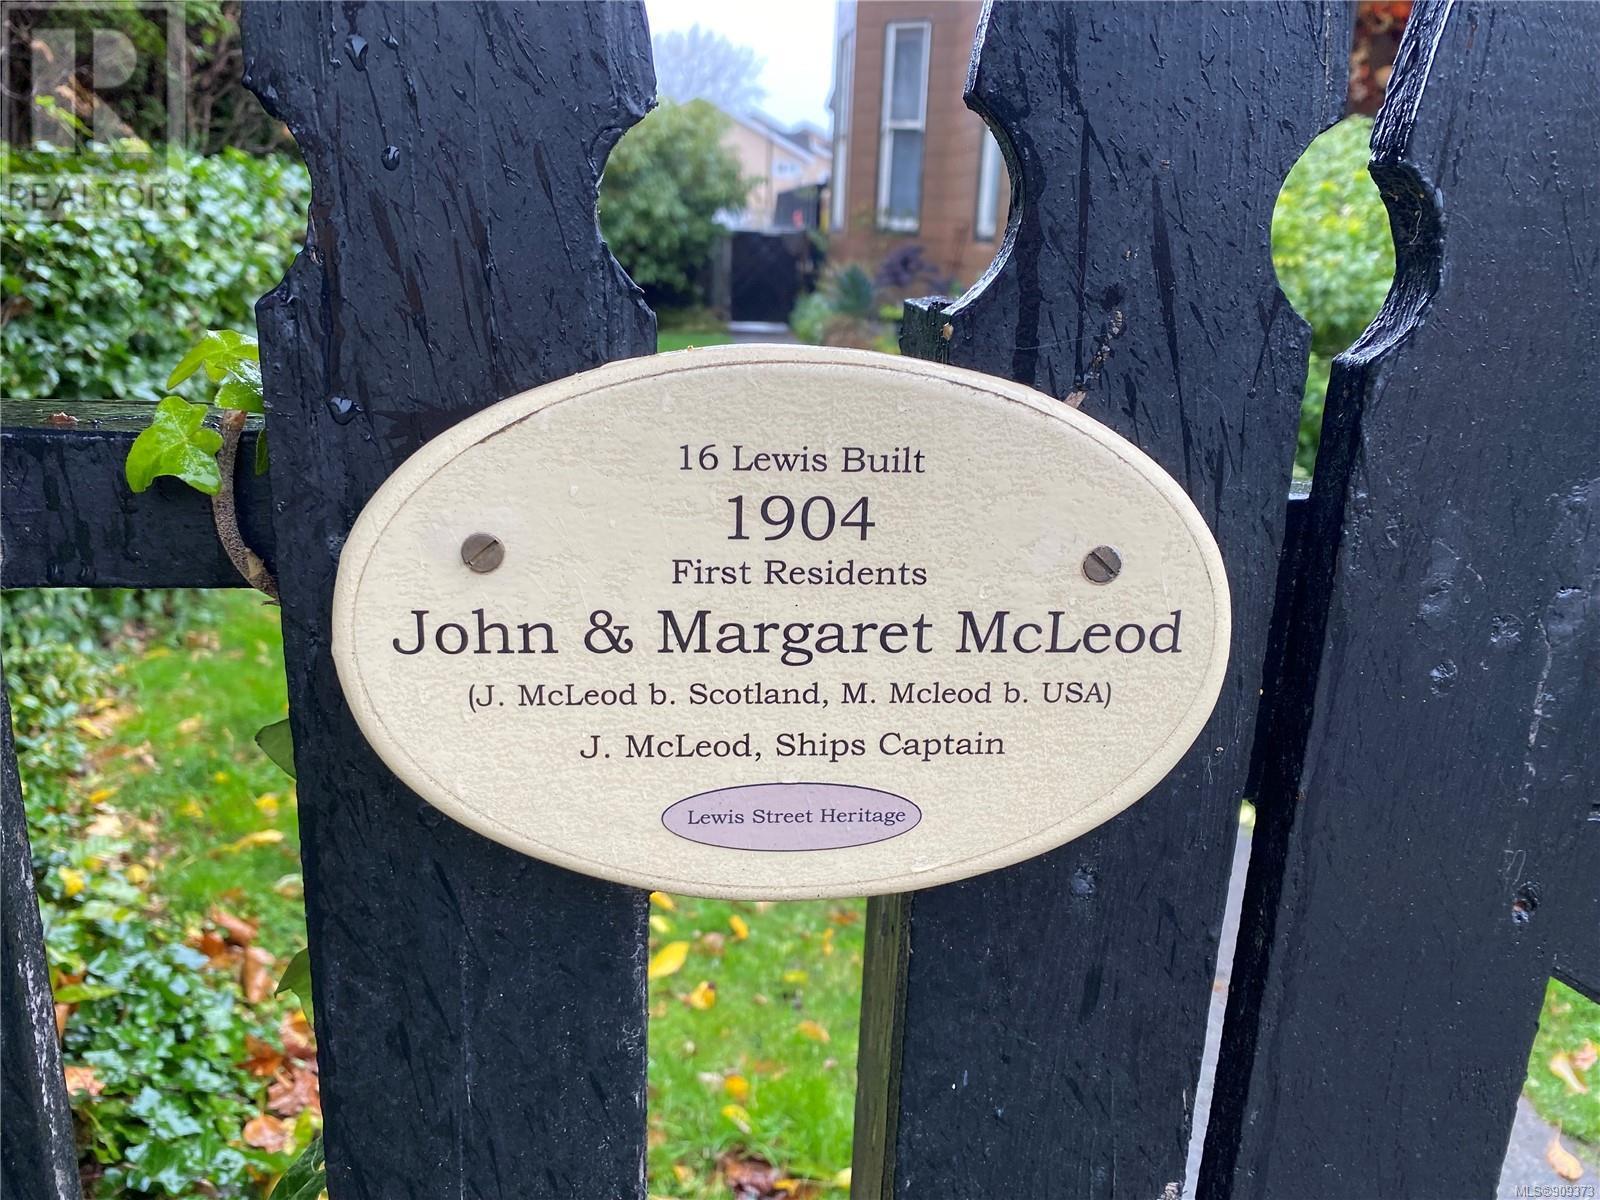 R
REALTOR®
16 Lewis Built
1904
First Residents
John & Margaret McLeod
(J. McLeod b. Scotland, M. Mcleod b. USA)
J. McLeod, Ships Captain
Lewis Street Heritage
MLS®909373